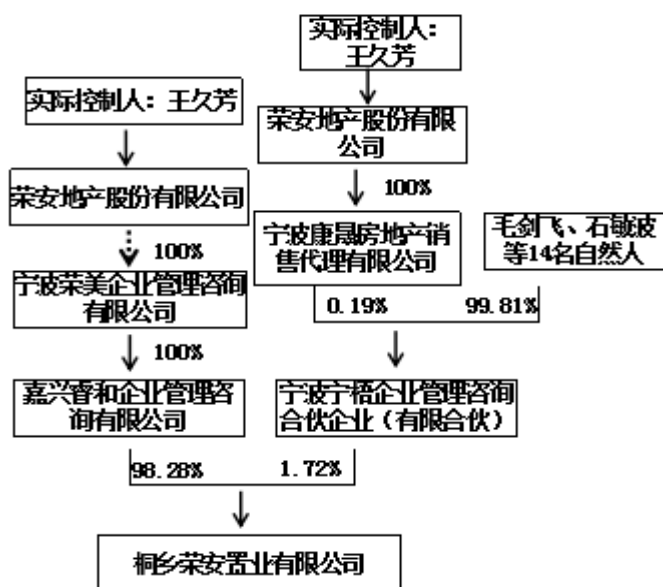 实际控制人:
王久芳
实际控制人: 王久芳
荣安地产股份有限
公司
荣安地产股份有限公司
100%
100%
宁波康晟房地产销
售代理有限公司
毛剑飞、石敏波
等14名自然人
宁波荣美企业管理咨询
有限公司
0.19%
99.81%
100%
嘉兴睿和企业管理咨
询有限公司
宁波宁梧企业管理咨询
合伙企业（有限合伙）
98.28%
1.72%
桐乡荣安置业有限公司